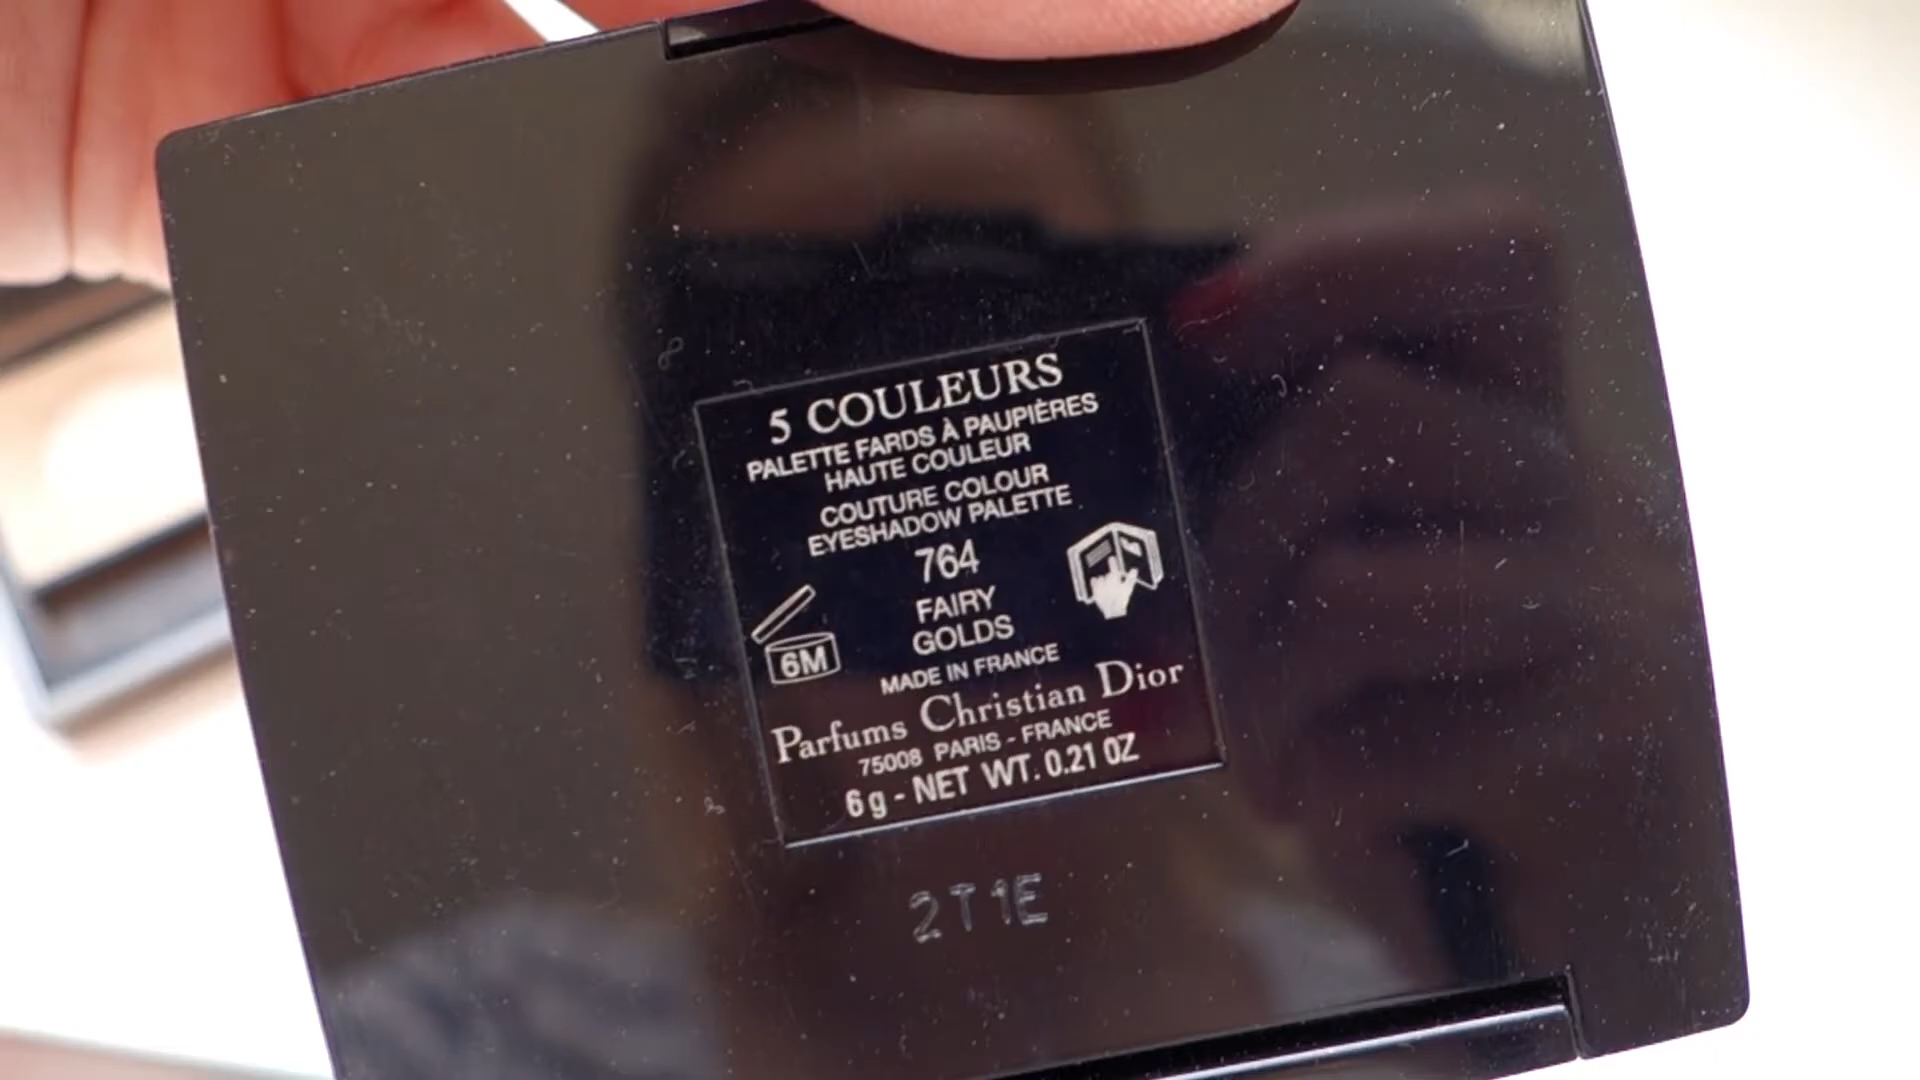 5 COULEURS
PALETTE FARDS À PAUPIÈRES
HAUTE COULEUR
COUTURE COLOUR
EYESHADOW PALETTE
764
FAIRY
GOLDS
6M
MADE IN FRANCE
Parfums Christian Dior
75008 PARIS - FRANCE
6 g - NET WT. 0.21 OZ
2T1E